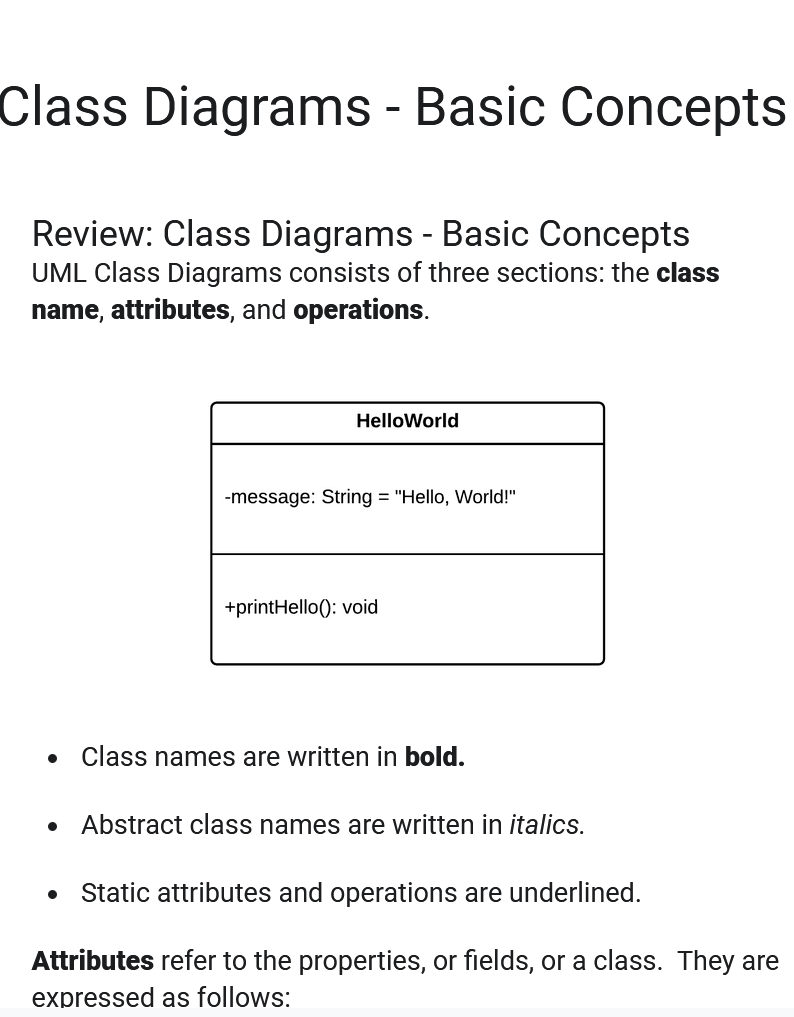 Class Diagrams - Basic Concepts
Review: Class Diagrams - Basic Concepts
UML Class Diagrams consists of three sections: the class
name, attributes, and operations.
HelloWorld
-message: String = "Hello, World!"
+printHello(): void
• Class names are written in bold.
• Abstract class names are written in italics.
• Static attributes and operations are underlined.
Attributes refer to the properties, or fields, or a class.  They are
expressed as follows: